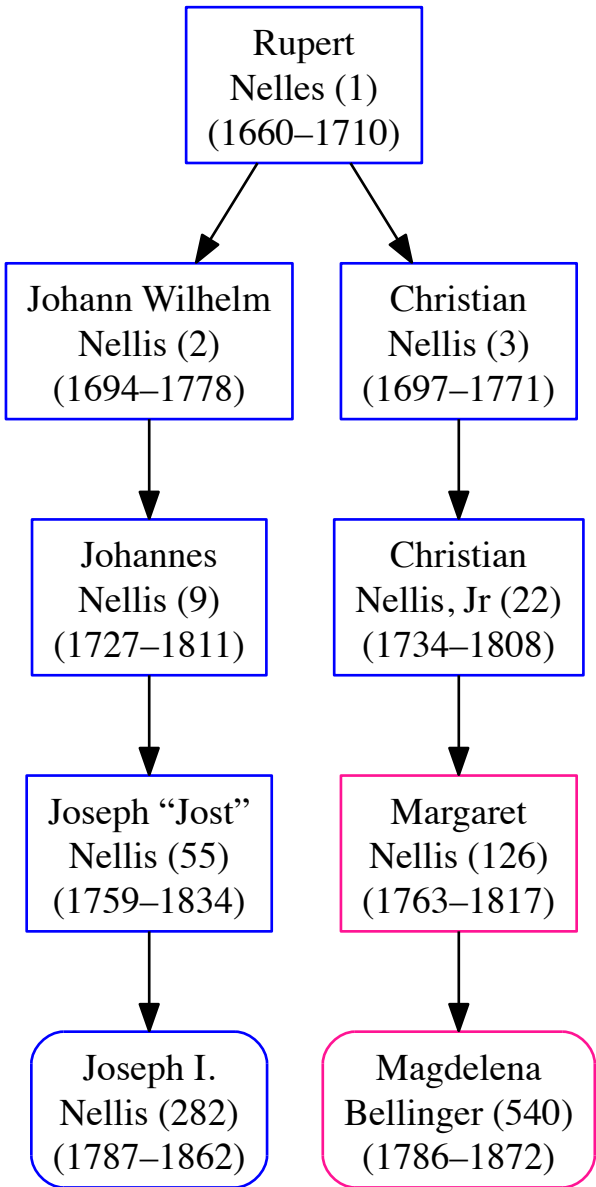 Rupert
Nelles (1)
(1660–1710)
Johann Wilhelm
Nellis (2)
(1694–1778)
Christian
Nellis (3)
(1697–1771)
Johannes
Nellis (9)
(1727–1811)
Christian
Nellis, Jr (22)
(1734–1808)
Joseph “Jost”
Nellis (55)
(1759–1834)
Margaret
Nellis (126)
(1763–1817)
Joseph I.
Nellis (282)
(1787–1862)
Magdelena
Bellinger (540)
(1786–1872)